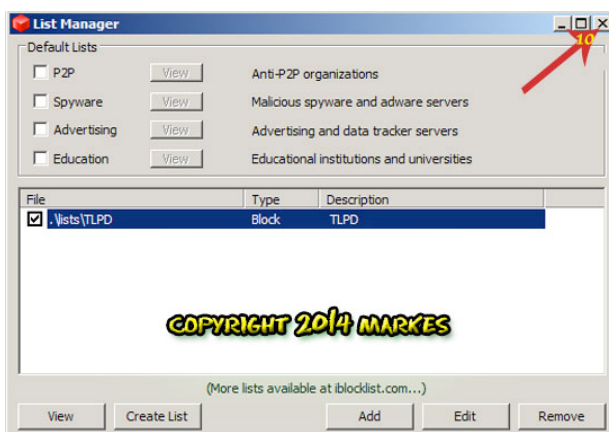 List Manager
10
Default Lists
P2P View Anti-P2P organizations
Spyware View Malicious spyware and adware servers
Advertising View Advertising and data tracker servers
Education View Educational institutions and universities
File Type Description
.\lists\TLPD Block TLPD
COPYRIGHT 2014 MARKES
(More lists available at iblocklist.com...)
View Create List Add Edit Remove